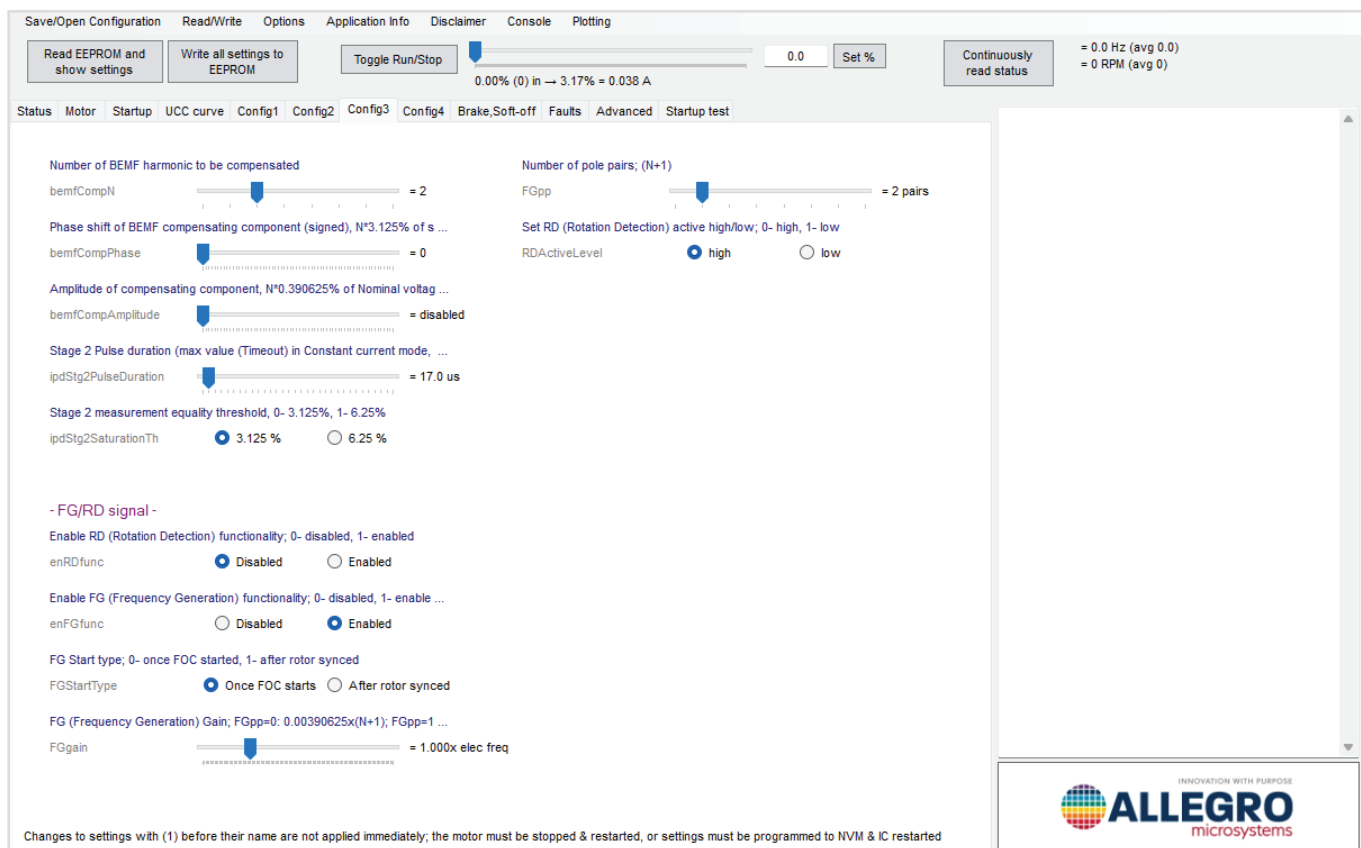 Save/Open Configuration Read/Write Options Application Info Disclaimer Console Plotting
Read EEPROM and show settings
Write all settings to EEPROM
Toggle Run/Stop
0.00% (0) in → 3.17% = 0.038 A
0.0
Set %
Continuously read status
= 0.0 Hz (avg 0.0)
= 0 RPM (avg 0)
Status Motor Startup UCC curve Config1 Config2 Config3 Config4 Brake,Soft-off Faults Advanced Startup test
Number of BEMF harmonic to be compensated
bemfCompN = 2
Phase shift of BEMF compensating component (signed), N*3.125% of s ...
bemfCompPhase = 0
Amplitude of compensating component, N*0.390625% of Nominal voltag ...
bemfCompAmplitude = disabled
Stage 2 Pulse duration (max value (Timeout) in Constant current mode, ...
ipdStg2PulseDuration = 17.0 us
Stage 2 measurement equality threshold, 0- 3.125%, 1- 6.25%
ipdStg2SaturationTh 3.125 % 6.25 %
Number of pole pairs; (N+1)
FGpp = 2 pairs
Set RD (Rotation Detection) active high/low; 0- high, 1- low
RDActiveLevel high low
- FG/RD signal -
Enable RD (Rotation Detection) functionality; 0- disabled, 1- enabled
enRDfunc Disabled Enabled
Enable FG (Frequency Generation) functionality; 0- disabled, 1- enable ...
enFGfunc Disabled Enabled
FG Start type; 0- once FOC started, 1- after rotor synced
FGStartType Once FOC starts After rotor synced
FG (Frequency Generation) Gain; FGpp=0: 0.00390625x(N+1); FGpp=1 ...
FGgain = 1.000x elec freq
Changes to settings with (1) before their name are not applied immediately; the motor must be stopped & restarted, or settings must be programmed to NVM & IC restarted
INNOVATION WITH PURPOSE
ALLEGRO
microsystems